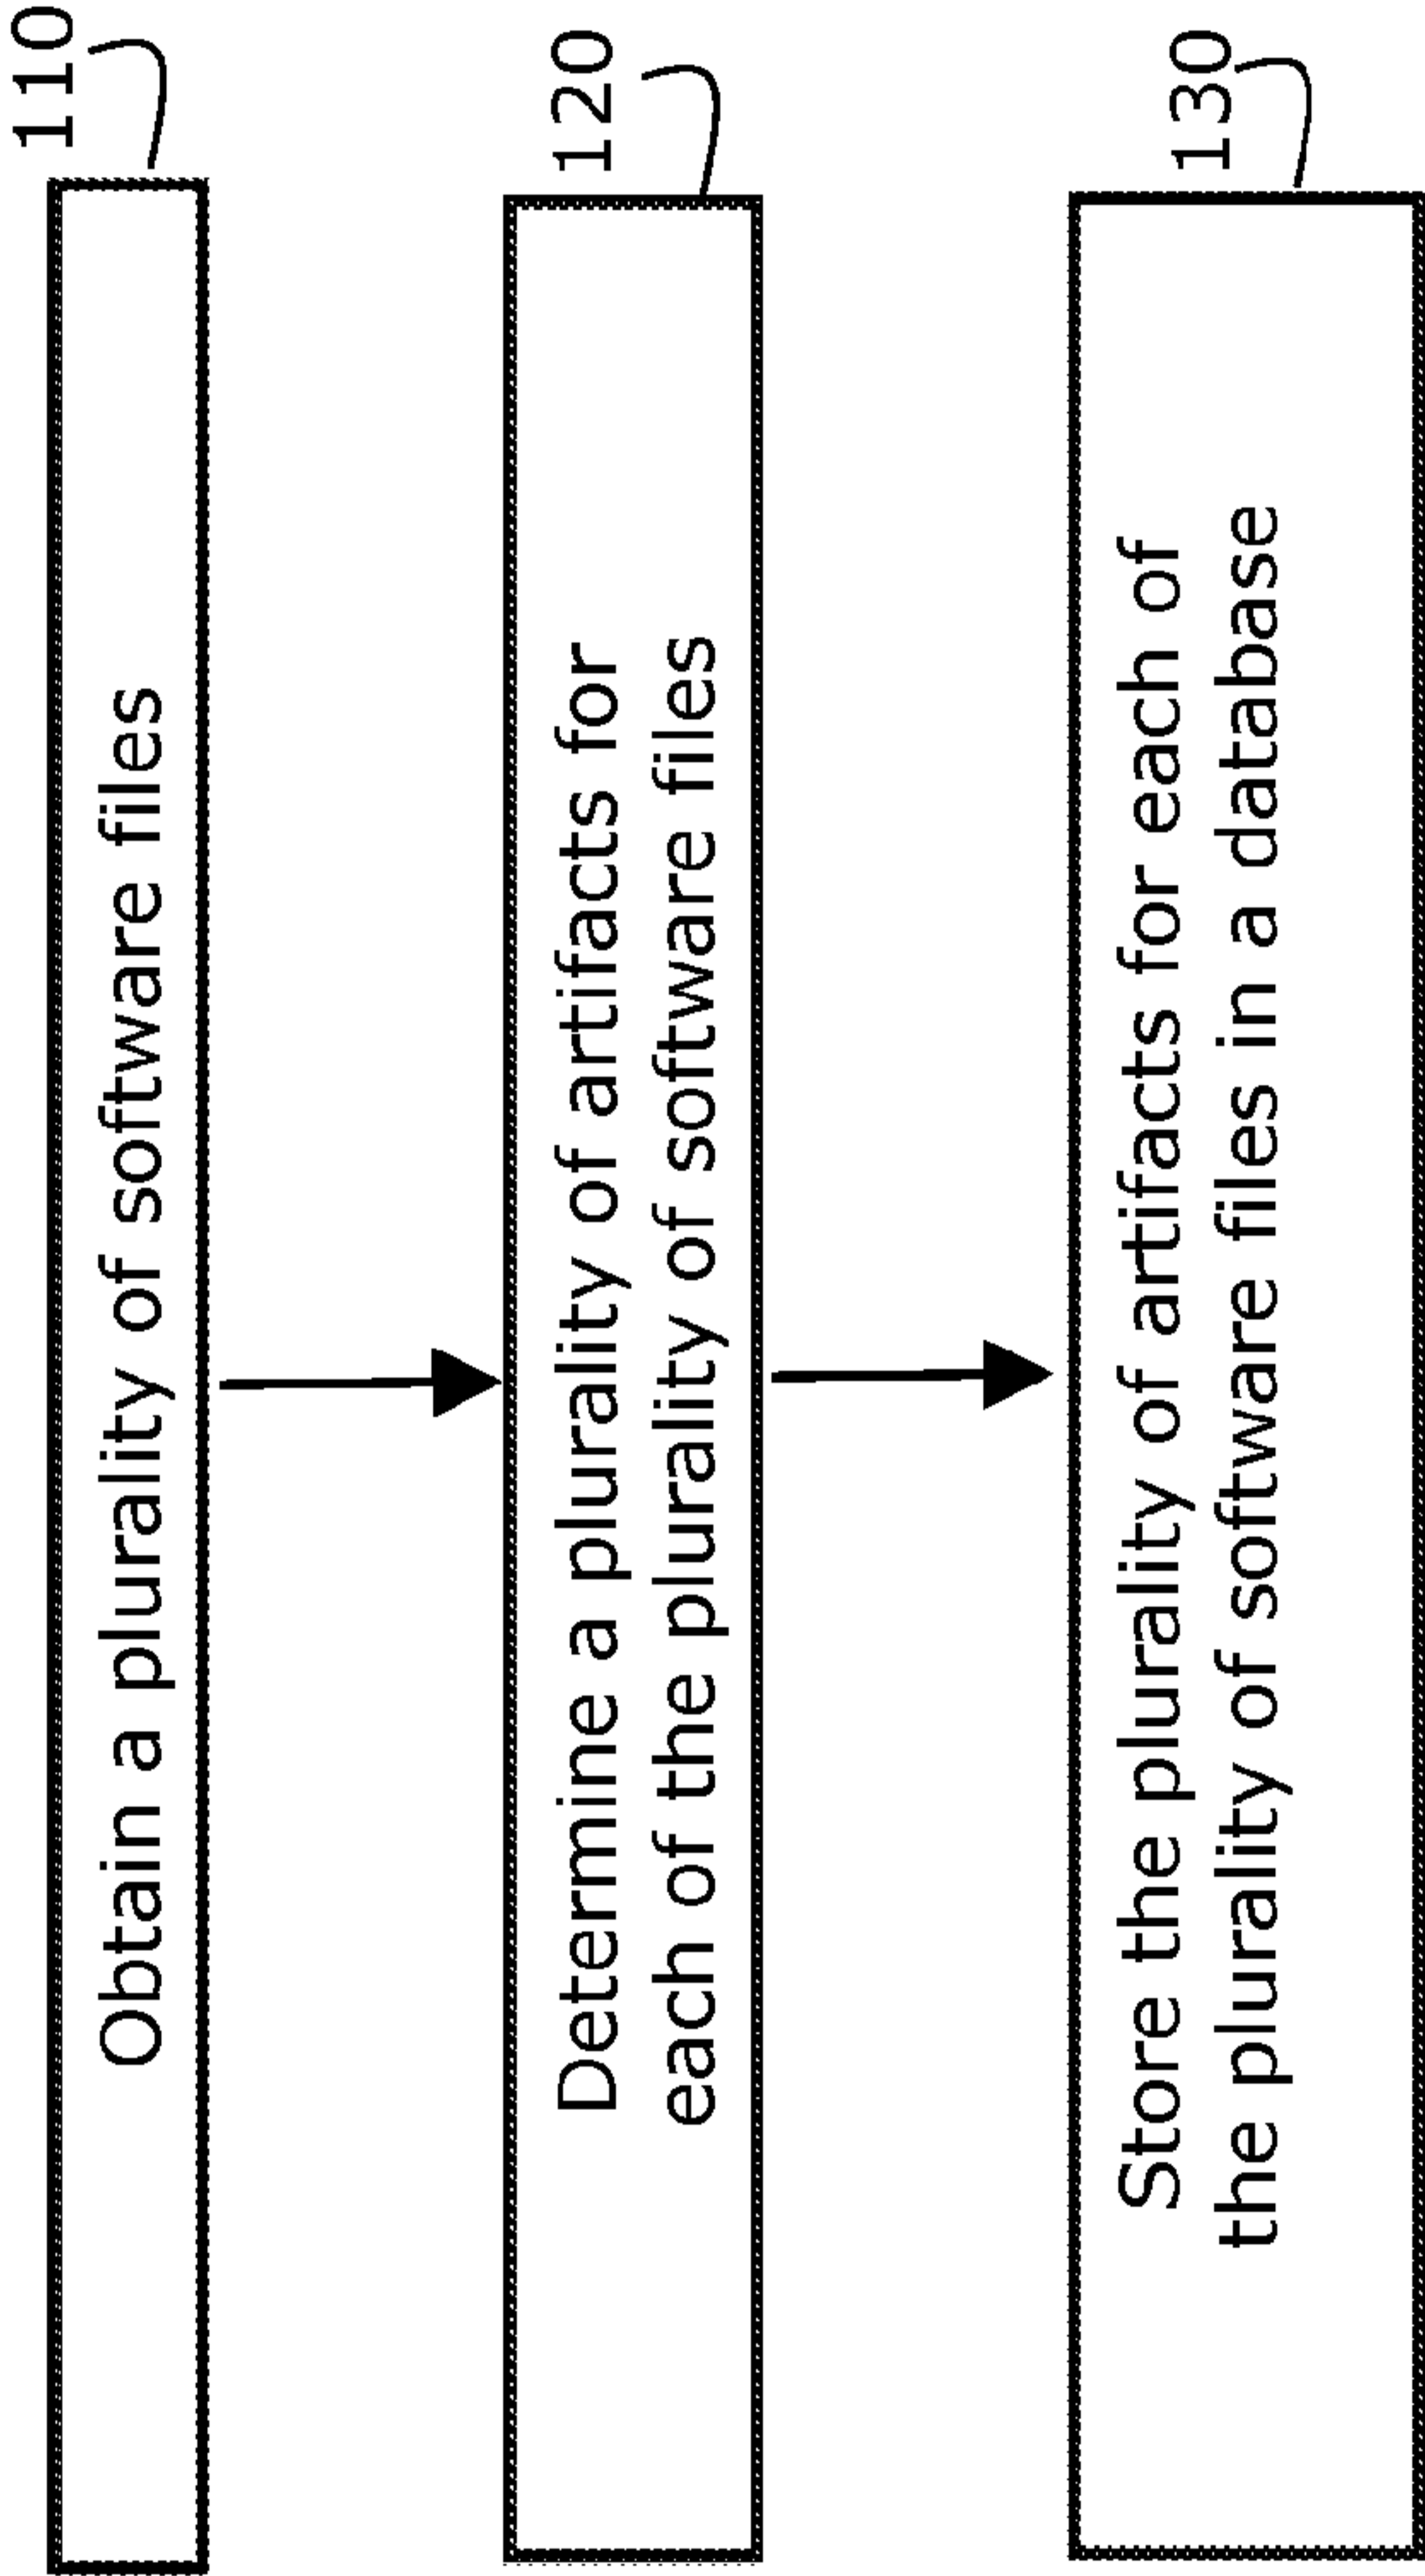 110
Obtain a plurality of software files
120
Determine a plurality of artifacts for
each of the plurality of software files
130
Store the plurality of artifacts for each of
the plurality of software files in a database